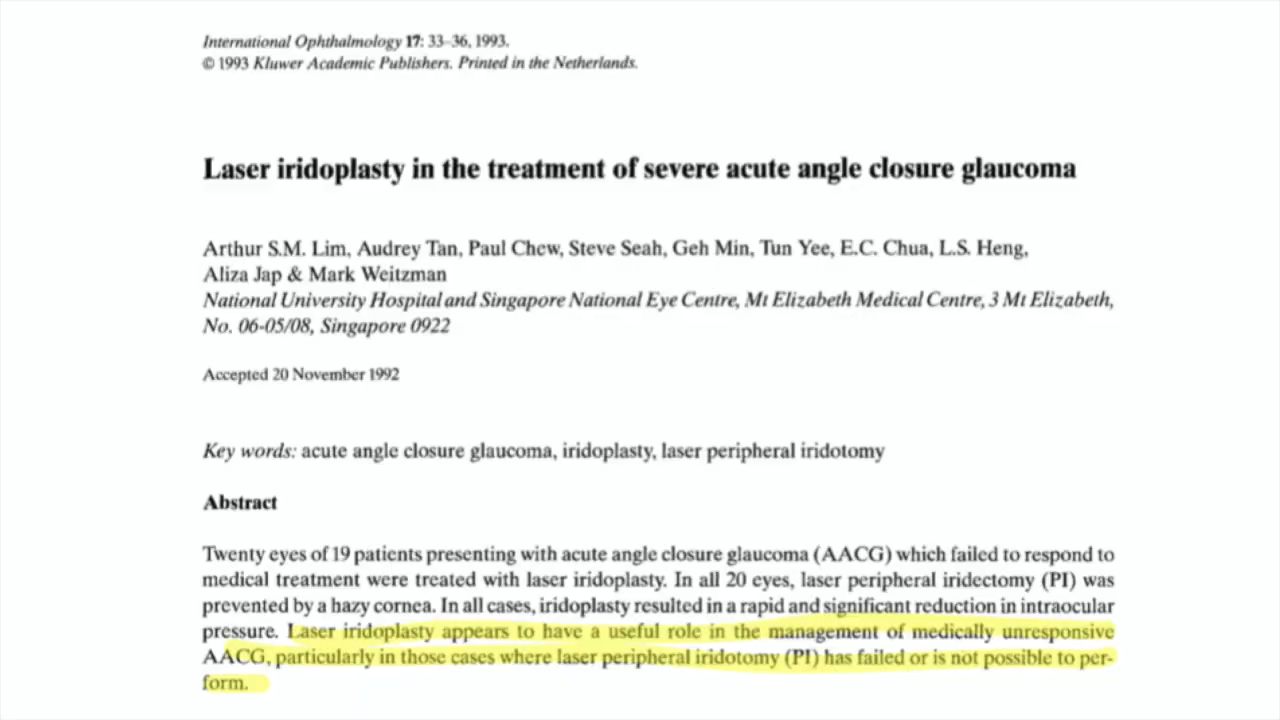 International Ophthalmology 17: 33–36, 1993.
© 1993 Kluwer Academic Publishers. Printed in the Netherlands.
Laser iridoplasty in the treatment of severe acute angle closure glaucoma
Arthur S.M. Lim, Audrey Tan, Paul Chew, Steve Seah, Geh Min, Tun Yee, E.C. Chua, L.S. Heng,
Aliza Jap & Mark Weitzman
National University Hospital and Singapore National Eye Centre, Mt Elizabeth Medical Centre, 3 Mt Elizabeth,
No. 06-05/08, Singapore 0922
Accepted 20 November 1992
Key words: acute angle closure glaucoma, iridoplasty, laser peripheral iridotomy
Abstract
Twenty eyes of 19 patients presenting with acute angle closure glaucoma (AACG) which failed to respond to
medical treatment were treated with laser iridoplasty. In all 20 eyes, laser peripheral iridectomy (PI) was
prevented by a hazy cornea. In all cases, iridoplasty resulted in a rapid and significant reduction in intraocular
pressure. Laser iridoplasty appears to have a useful role in the management of medically unresponsive
AACG, particularly in those cases where laser peripheral iridotomy (PI) has failed or is not possible to per-
form.